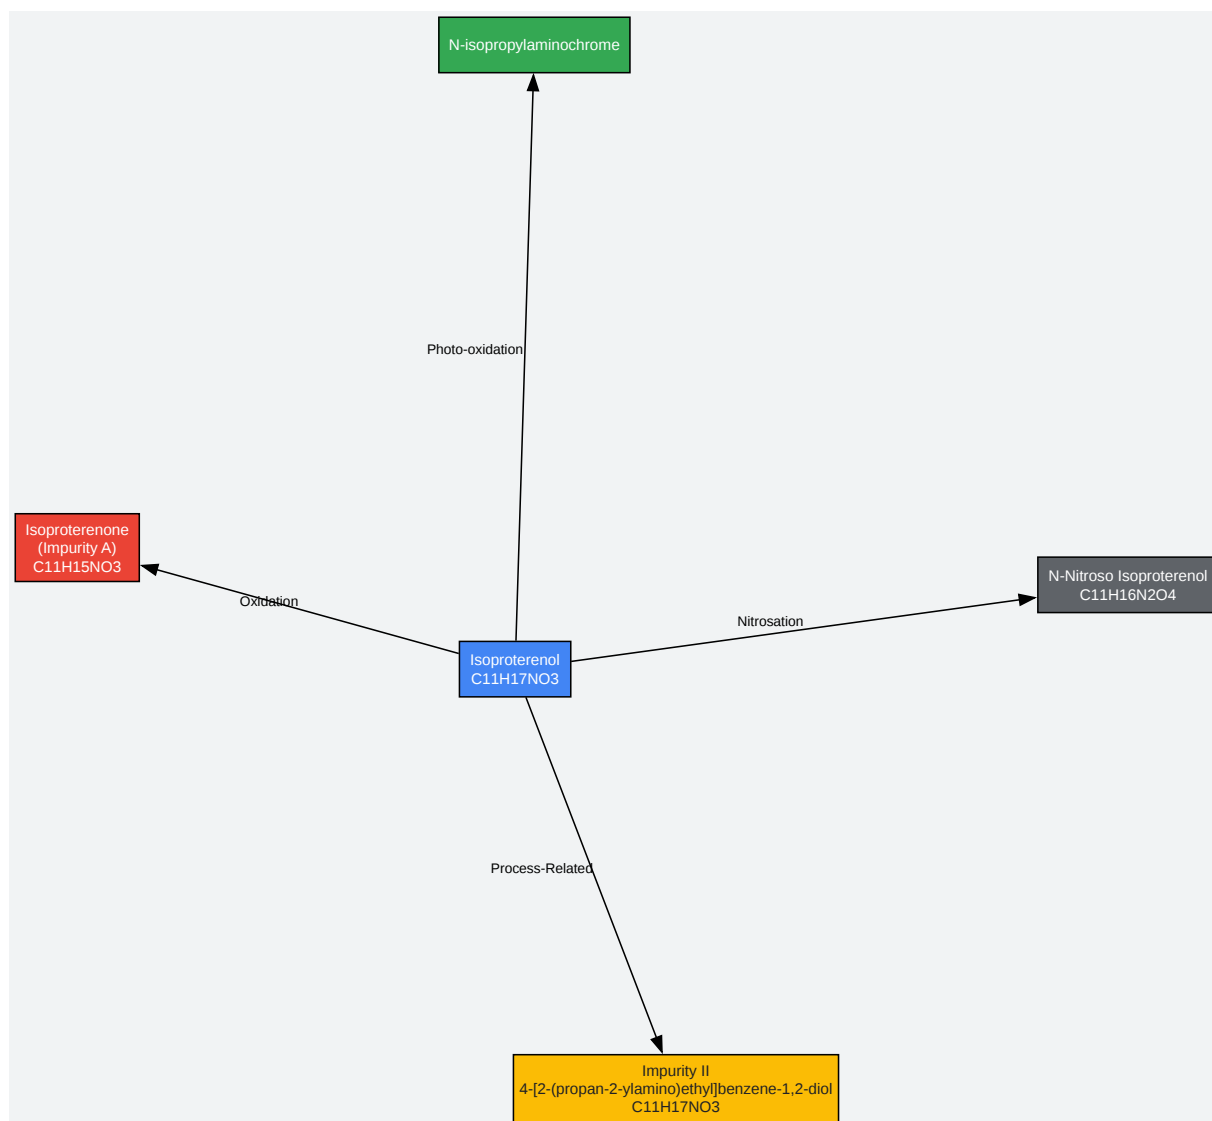 N-isopropylaminochrome
Photo-oxidation
Isoproterenone
(Impurity A)
C11H15NO3
Oxidation
N-Nitroso Isoproterenol
C11H16N2O4
Nitrosation
Isoproterenol
C11H17NO3
Process-Related
Impurity II
4-[2-(propan-2-ylamino)ethyl]benzene-1,2-diol
C11H17NO3